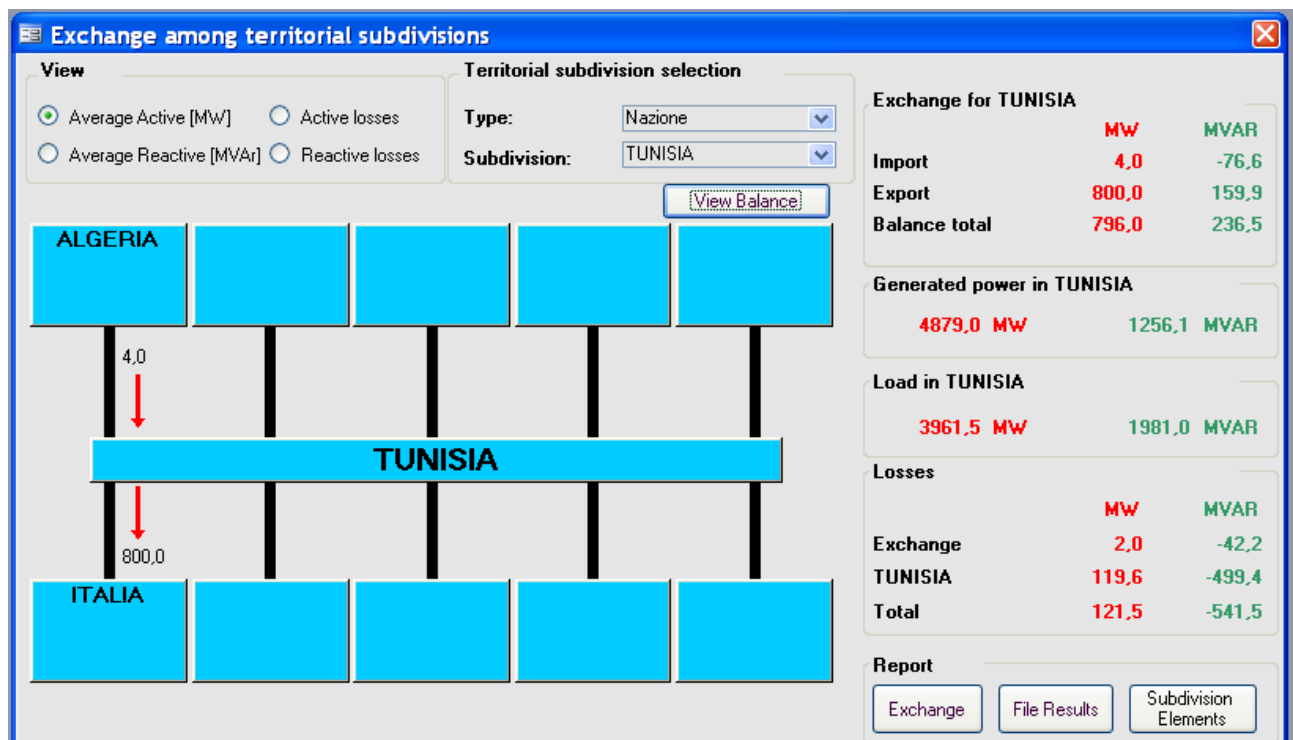 Exchange among territorial subdivisions
View
Average Active [MW]
Active losses
Average Reactive [MVAr]
Reactive losses
Territorial subdivision selection
Type:
Nazione
Subdivision:
TUNISIA
View Balance
ALGERIA
4,0
TUNISIA
800,0
ITALIA
Exchange for TUNISIA
MW MVAR
Import 4,0 -76,6
Export 800,0 159,9
Balance total 796,0 236,5
Generated power in TUNISIA
4879,0 MW 1256,1 MVAR
Load in TUNISIA
3961,5 MW 1981,0 MVAR
Losses
MW MVAR
Exchange 2,0 -42,2
TUNISIA 119,6 -499,4
Total 121,5 -541,5
Report
Exchange
File Results
Subdivision
Elements